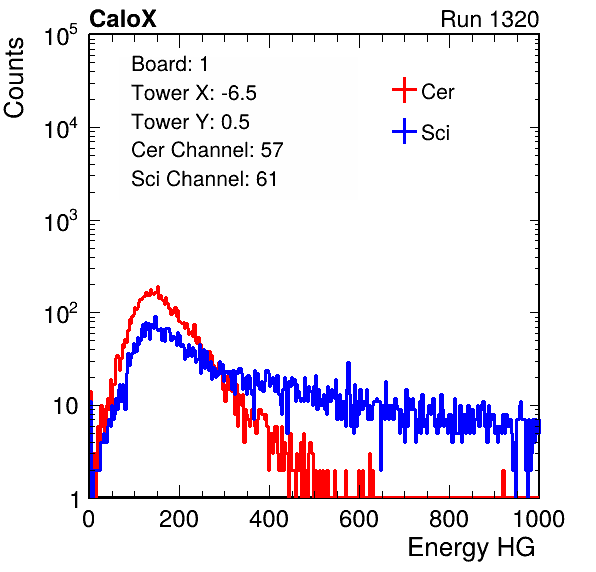 CaloX Run 1320
Counts
10^5
10^4
10^3
10^2
10
1
Board: 1
Tower X: -6.5
Tower Y: 0.5
Cer Channel: 57
Sci Channel: 61
Cer
Sci
0 200 400 600 800 1000
Energy HG